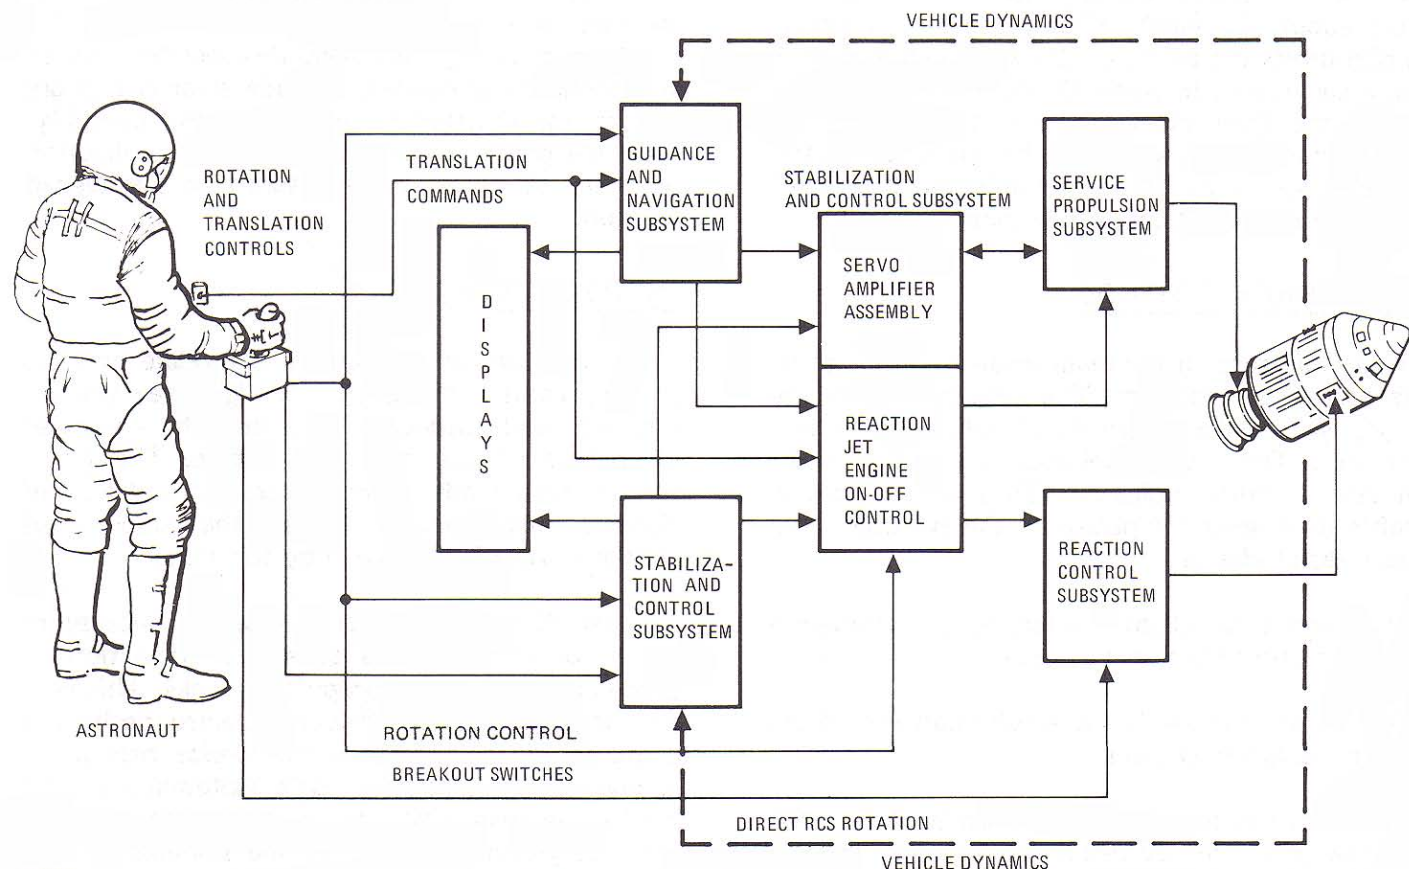 VEHICLE DYNAMICS
ROTATION
AND
TRANSLATION
CONTROLS
TRANSLATION
COMMANDS
GUIDANCE
AND
NAVIGATION
SUBSYSTEM
STABILIZATION
AND CONTROL SUBSYSTEM
SERVICE
PROPULSION
SUBSYSTEM
DISPLAYS
SERVO
AMPLIFIER
ASSEMBLY
REACTION
JET
ENGINE
ON-OFF
CONTROL
STABILIZA-
TION AND
CONTROL
SUBSYSTEM
REACTION
CONTROL
SUBSYSTEM
ASTRONAUT
ROTATION CONTROL
BREAKOUT SWITCHES
DIRECT RCS ROTATION
VEHICLE DYNAMICS